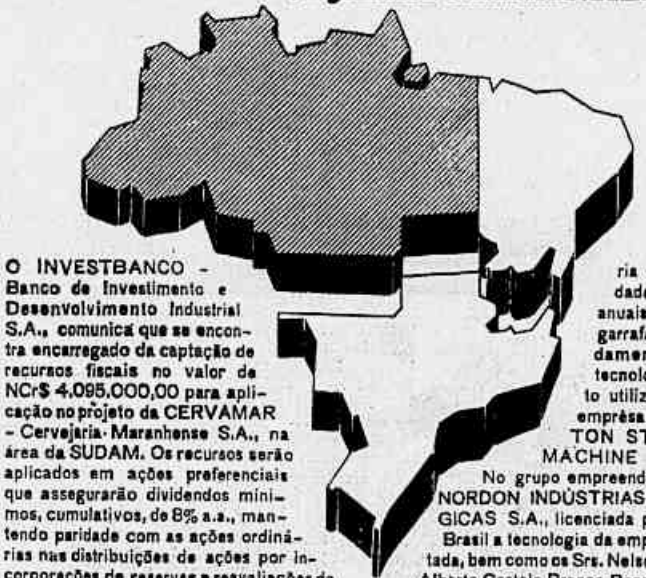 O INVESTBANCO -
Banco de Investimento e
Desenvolvimento Industrial
S.A., comunica que se encon-
tra encarregado da captação de
recursos fiscais no valor de
NCr$ 4.095.000,00 para apli-
cação no projeto da CERVAMAR
- Cervejaria Maranhense S.A., na
área da SUDAM. Os recursos serão
aplicados em ações preferenciais
que assegurarão dividendos míni-
mos, cumulativos, de 8% a.a., man-
tendo paridade com as ações ordiná-
rias nas distribuições de ações por in-
corporações de reservas e reavaliações do
ria
dade
anuais
garrafa
damen
tecnolo
to utiliz
emprêsa
TON ST
MACHINE
No grupo empreend
NORDON INDÚSTRIAS
GICAS S.A., licenciada p
Brasil a tecnologia da emp
tada, bem como os Srs. Nels